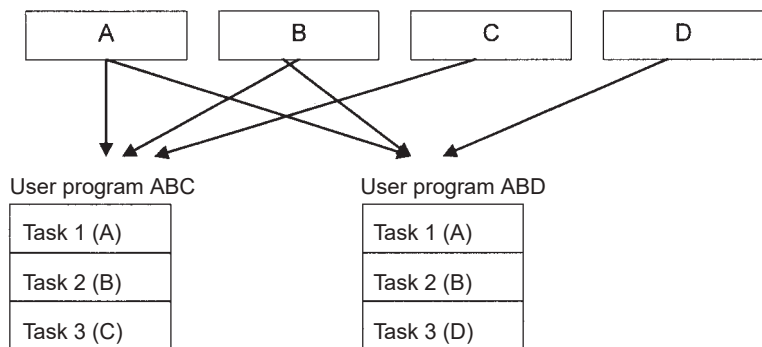 A B C D
User program ABC User program ABD
Task 1 (A) Task 1 (A)
Task 2 (B) Task 2 (B)
Task 3 (C) Task 3 (D)